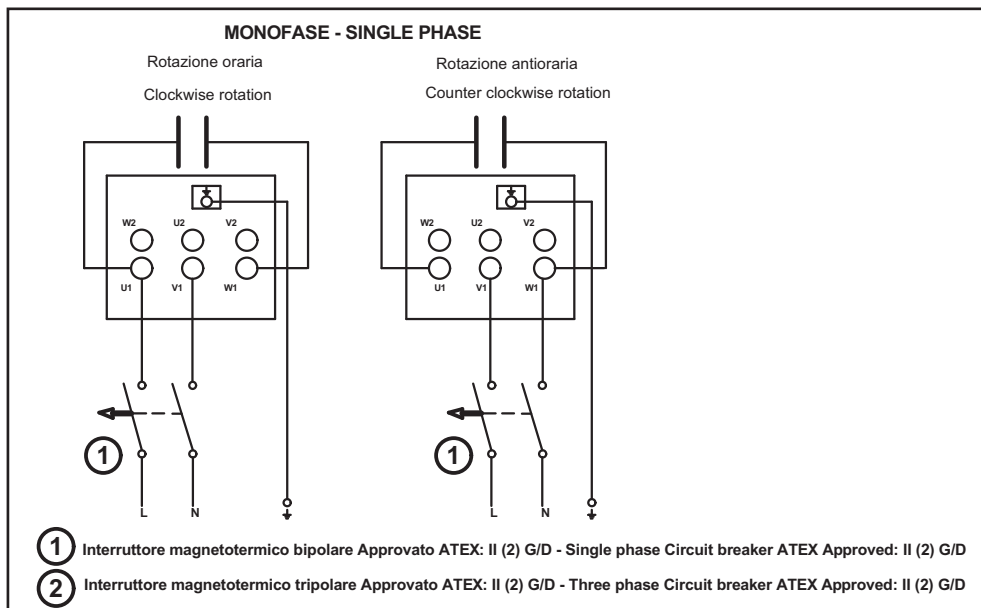 MONOFASE - SINGLE PHASE
Rotazione oraria
Clockwise rotation
Rotazione antioraria
Counter clockwise rotation
W2 U2 V2
U1 V1 W1
W2 U2 V2
U1 V1 W1
1
1
L N
L N
1 Interruttore magnetotermico bipolare Approvato ATEX: II (2) G/D - Single phase Circuit breaker ATEX Approved: II (2) G/D
2 Interruttore magnetotermico tripolare Approvato ATEX: II (2) G/D - Three phase Circuit breaker ATEX Approved: II (2) G/D